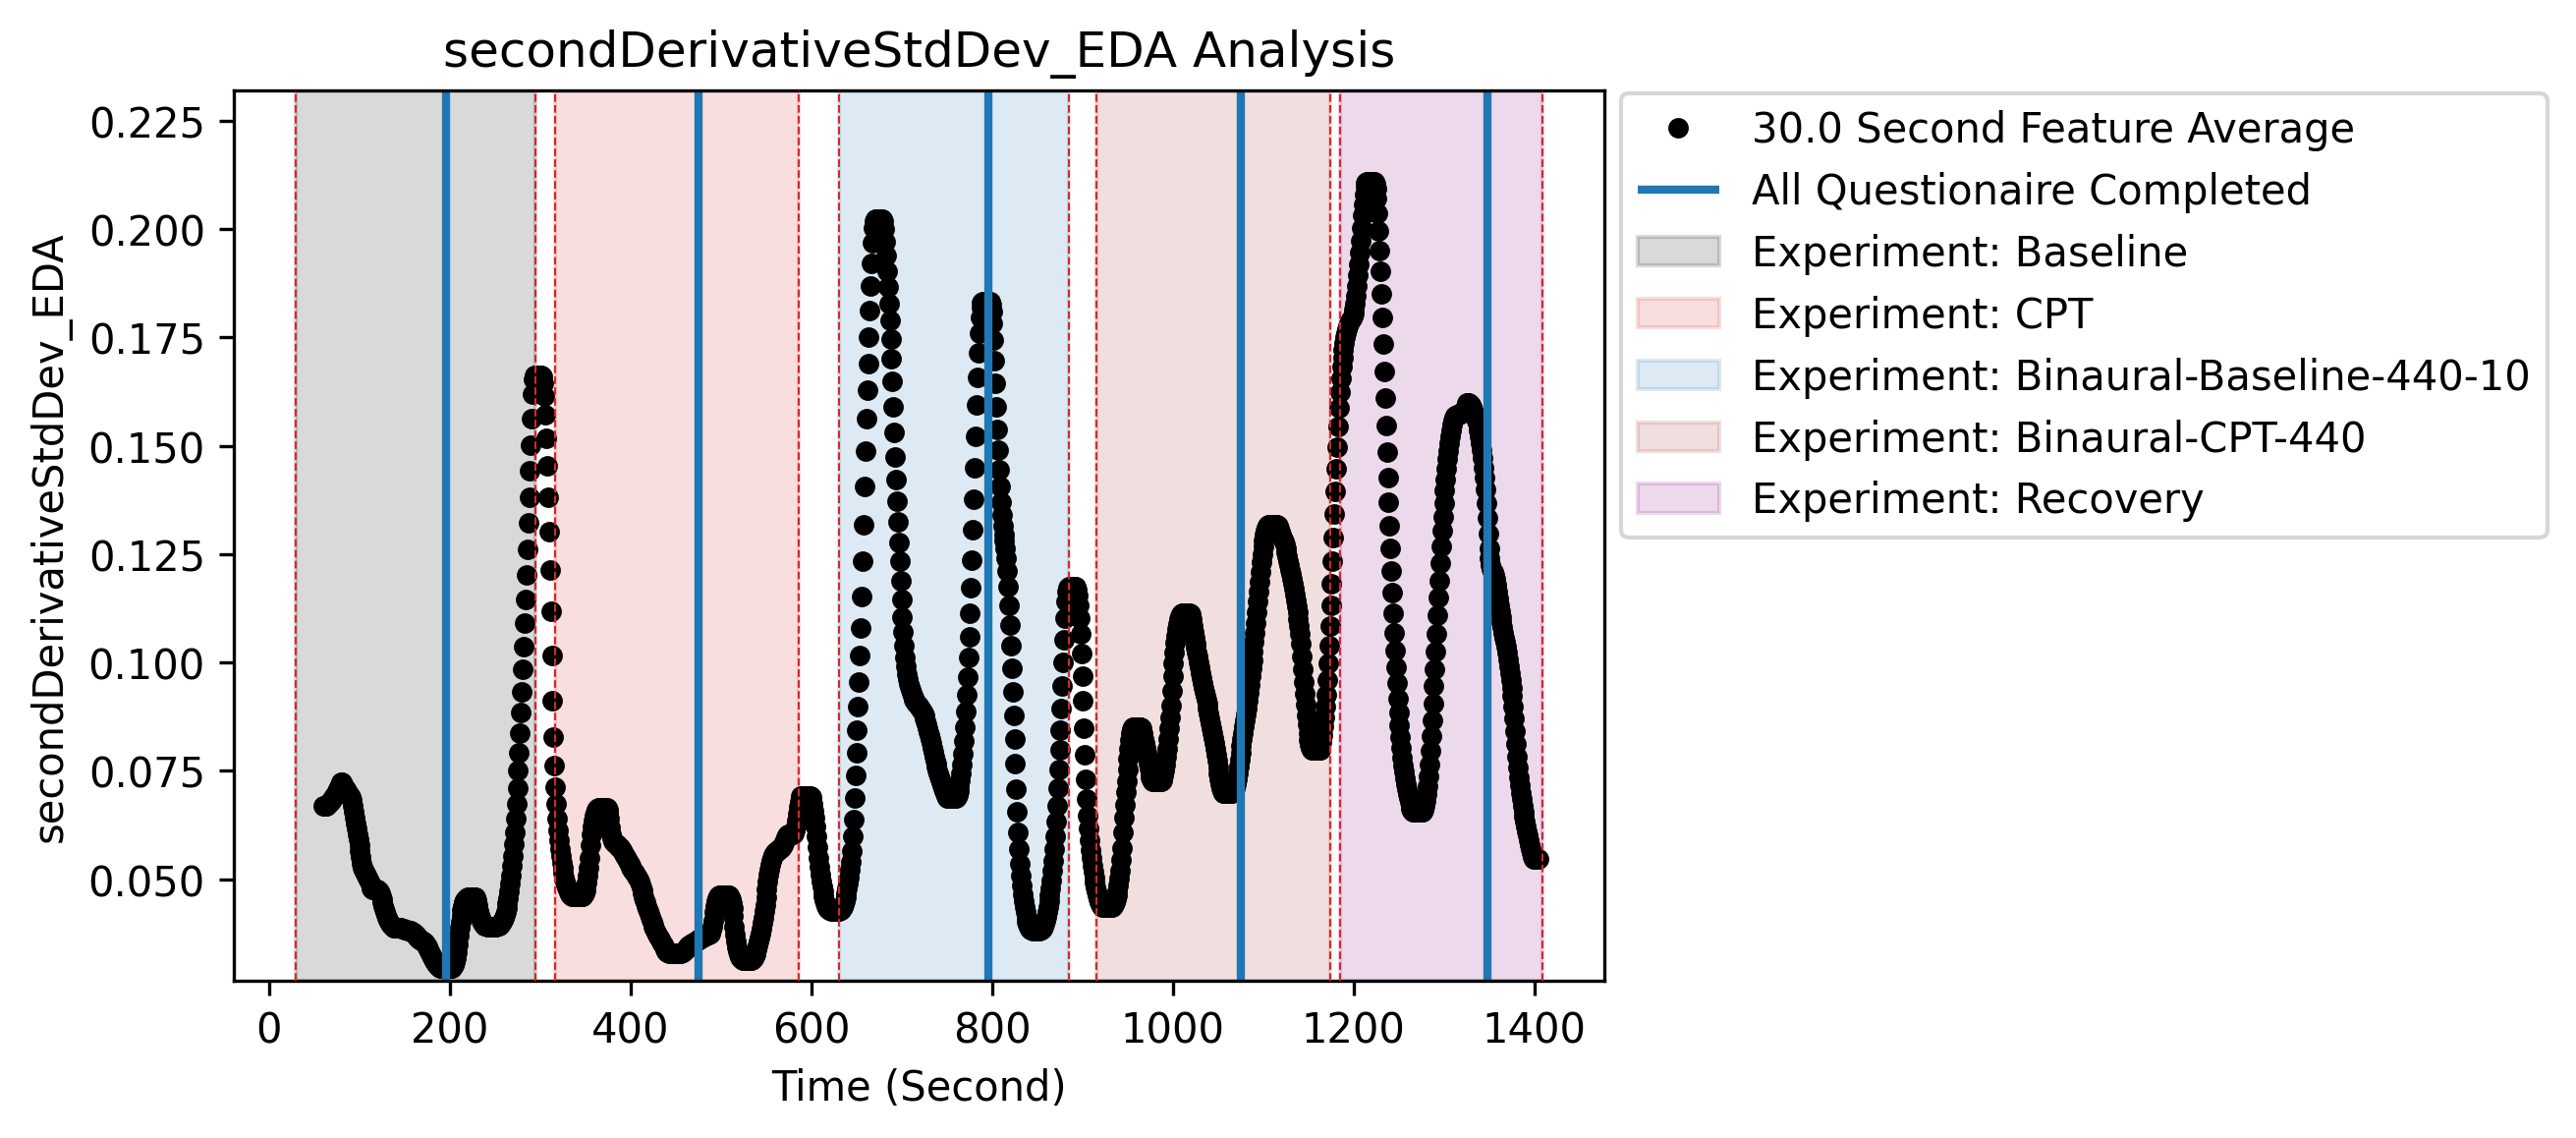 secondDerivativeStdDev_EDA Analysis
secondDerivativeStdDev_EDA
0.225
0.200
0.175
0.150
0.125
0.100
0.075
0.050
0 200 400 600 800 1000 1200 1400
Time (Second)
30.0 Second Feature Average
All Questionaire Completed
Experiment: Baseline
Experiment: CPT
Experiment: Binaural-Baseline-440-10
Experiment: Binaural-CPT-440
Experiment: Recovery